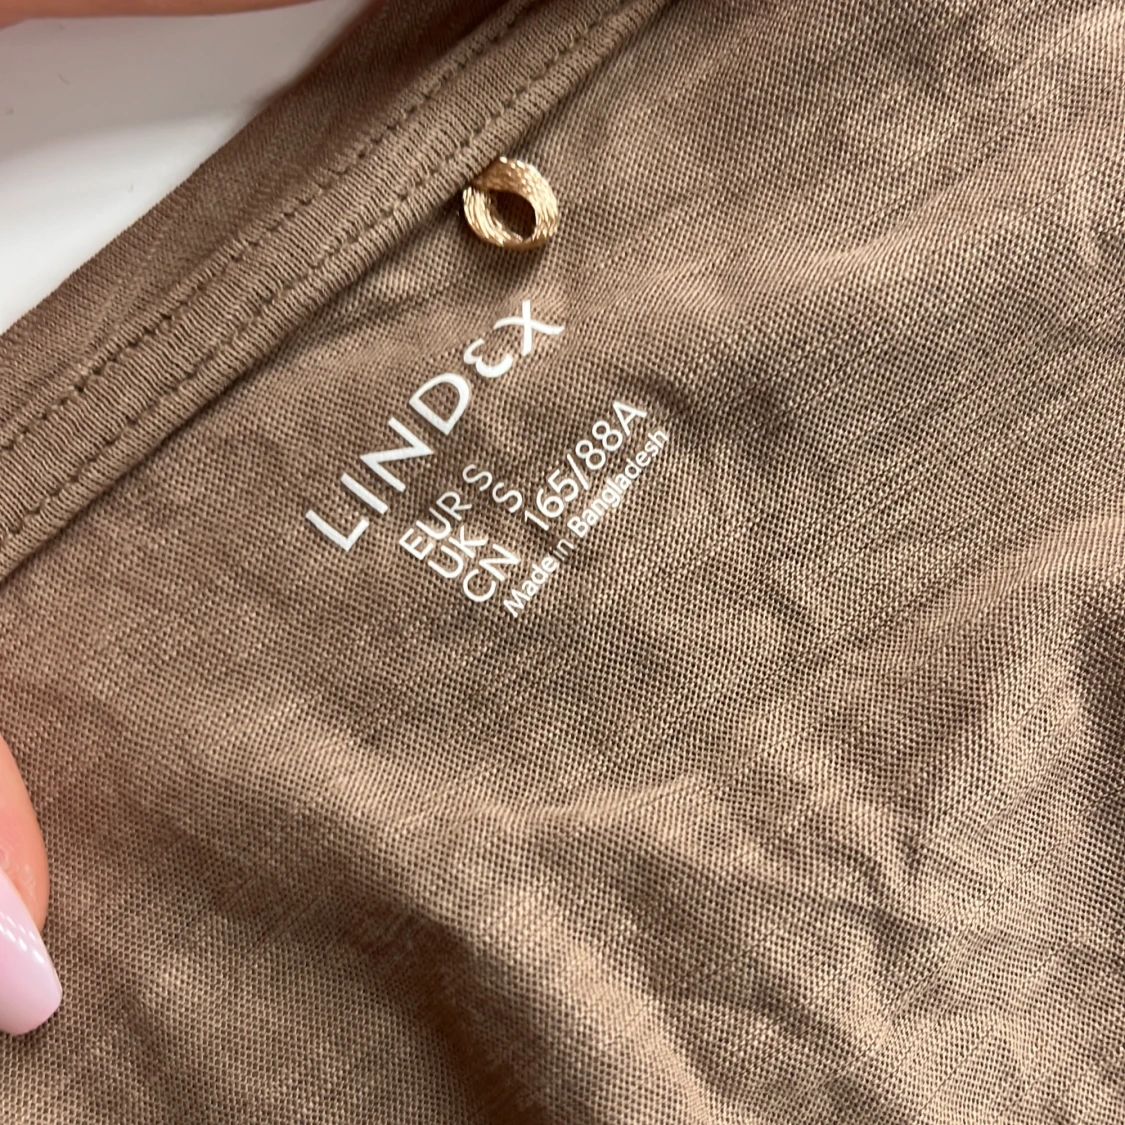 LINDEX
EUR S
UK S
CN 165/88A
Made in Bangladesh